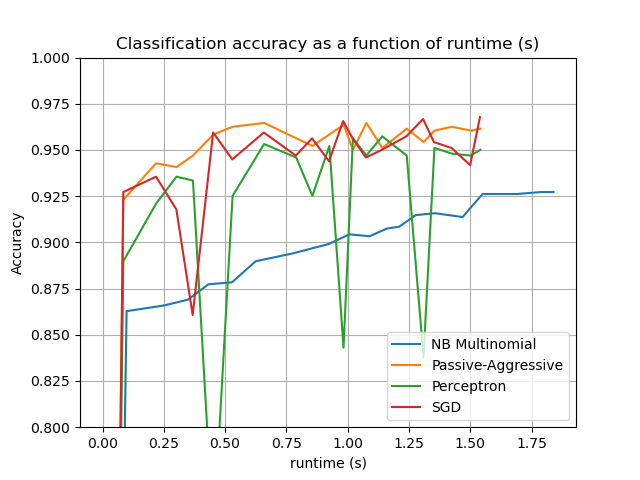 Classification accuracy as a function of runtime (s)
1.000
0.975
0.950
0.925
0.900
0.875
0.850
0.825
0.800
Accuracy
NB Multinomial
Passive-Aggressive
Perceptron
SGD
0.00 0.25 0.50 0.75 1.00 1.25 1.50 1.75
runtime (s)